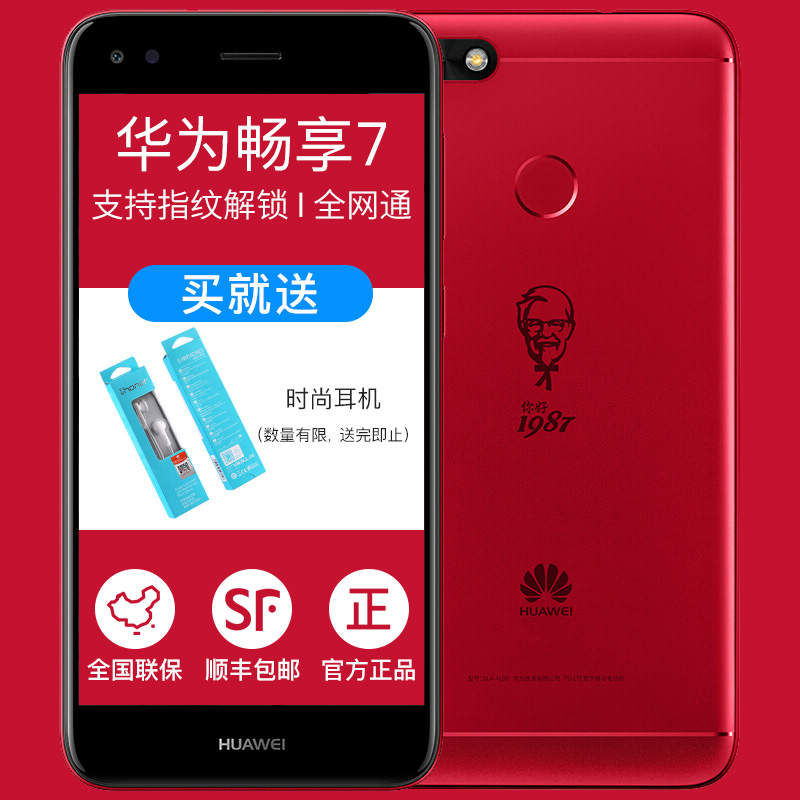 华为畅享7
支持指纹解锁 | 全网通
买就送
honor
EARPHONES
时尚耳机
(数量有限, 送完即止)
SF
正
全国联保
顺丰包邮
官方正品
HUAWEI
你好
1987
HUAWEI